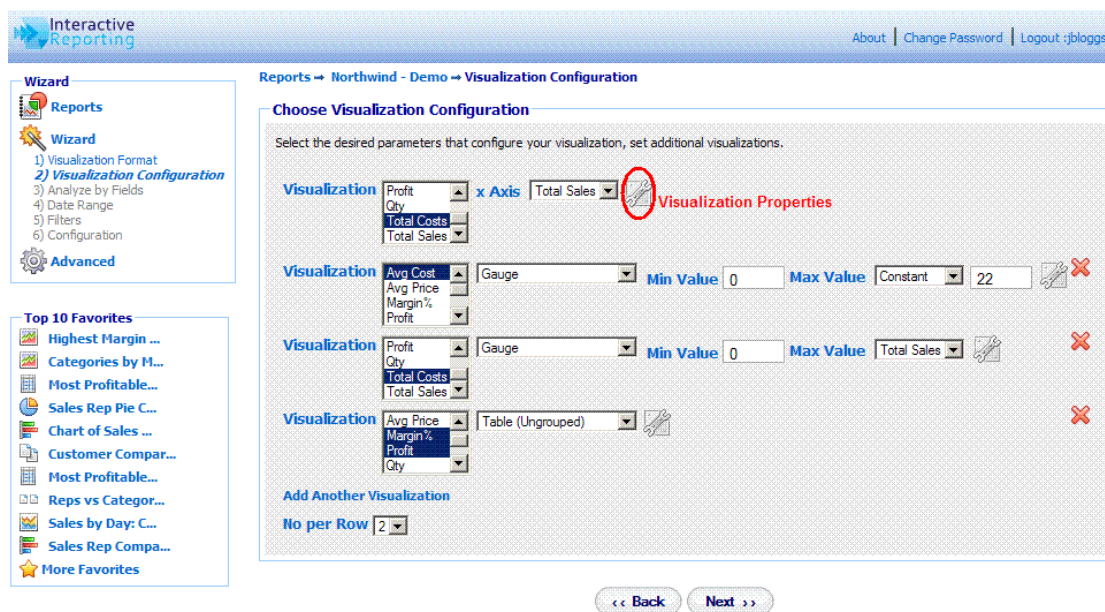 Interactive
Reporting
About | Change Password | Logout :jbloggs
Wizard
Reports
Wizard
1) Visualization Format
2) Visualization Configuration
3) Analyze by Fields
4) Date Range
5) Filters
6) Configuration
Advanced
Top 10 Favorites
Highest Margin ...
Categories by M...
Most Profitable...
Sales Rep Pie C...
Chart of Sales ...
Customer Compar...
Most Profitable...
Reps vs Categor...
Sales by Day: C...
Sales Rep Compa...
More Favorites
Reports → Northwind - Demo → Visualization Configuration
Choose Visualization Configuration
Select the desired parameters that configure your visualization, set additional visualizations.
Visualization Profit x Axis Total Sales
Qty
Total Costs
Total Sales
Visualization Properties
Visualization Avg Cost Gauge Min Value 0 Max Value Constant 22
Avg Price
Margin%
Profit
Visualization Profit Gauge Min Value 0 Max Value Total Sales
Qty
Total Costs
Total Sales
Visualization Avg Price Table (Ungrouped)
Margin%
Profit
Qty
Add Another Visualization
No per Row 2
‹‹ Back Next ››